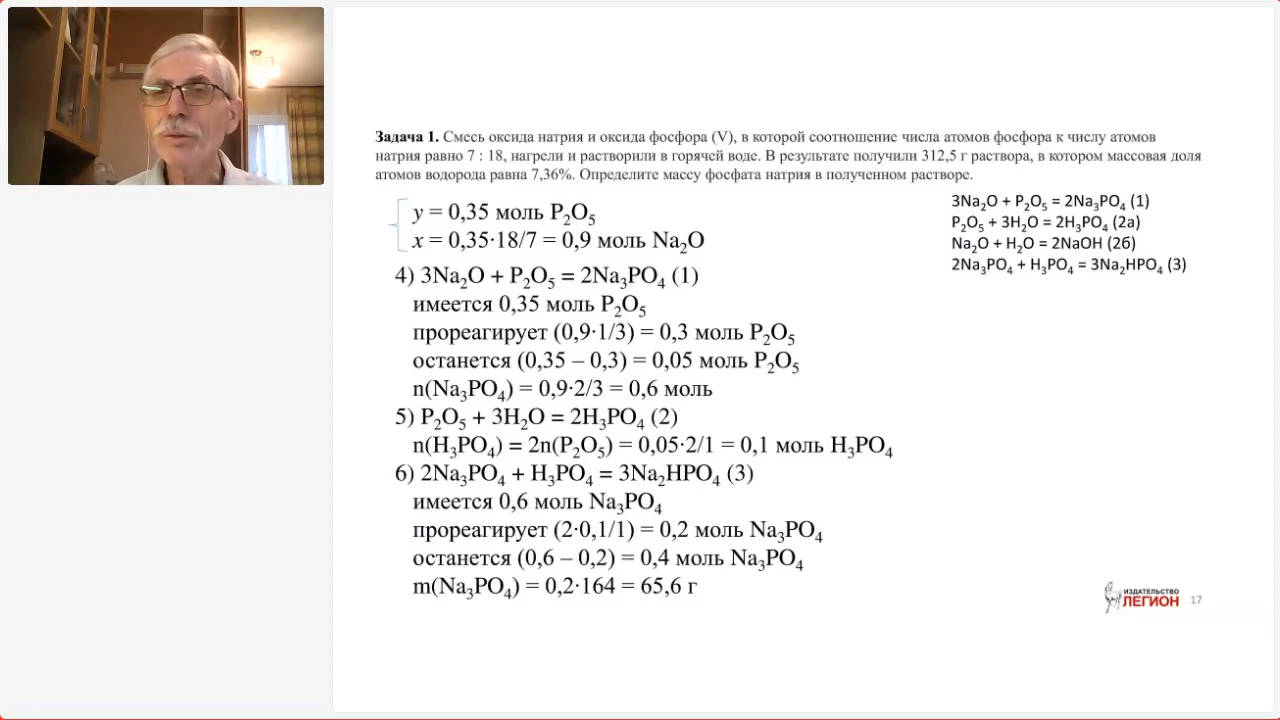 Задача 1. Смесь оксида натрия и оксида фосфора (V), в которой соотношение числа атомов фосфора к числу атомов
натрия равно 7 : 18, нагрели и растворили в горячей воде. В результате получили 312,5 г раствора, в котором массовая доля
атомов водорода равна 7,36%. Определите массу фосфата натрия в полученном растворе.
y = 0,35 моль P₂O₅
x = 0,35·18/7 = 0,9 моль Na₂O
4) 3Na₂O + P₂O₅ = 2Na₃PO₄ (1)
имеется 0,35 моль P₂O₅
прореагирует (0,9·1/3) = 0,3 моль P₂O₅
останется (0,35 – 0,3) = 0,05 моль P₂O₅
n(Na₃PO₄) = 0,9·2/3 = 0,6 моль
5) P₂O₅ + 3H₂O = 2H₃PO₄ (2)
n(H₃PO₄) = 2n(P₂O₅) = 0,05·2/1 = 0,1 моль H₃PO₄
6) 2Na₃PO₄ + H₃PO₄ = 3Na₂HPO₄ (3)
имеется 0,6 моль Na₃PO₄
прореагирует (2·0,1/1) = 0,2 моль Na₃PO₄
останется (0,6 – 0,2) = 0,4 моль Na₃PO₄
m(Na₃PO₄) = 0,2·164 = 65,6 г
3Na₂O + P₂O₅ = 2Na₃PO₄ (1)
P₂O₅ + 3H₂O = 2H₃PO₄ (2а)
Na₂O + H₂O = 2NaOH (2б)
2Na₃PO₄ + H₃PO₄ = 3Na₂HPO₄ (3)
ИЗДАТЕЛЬСТВО
ЛЕГИОН
17